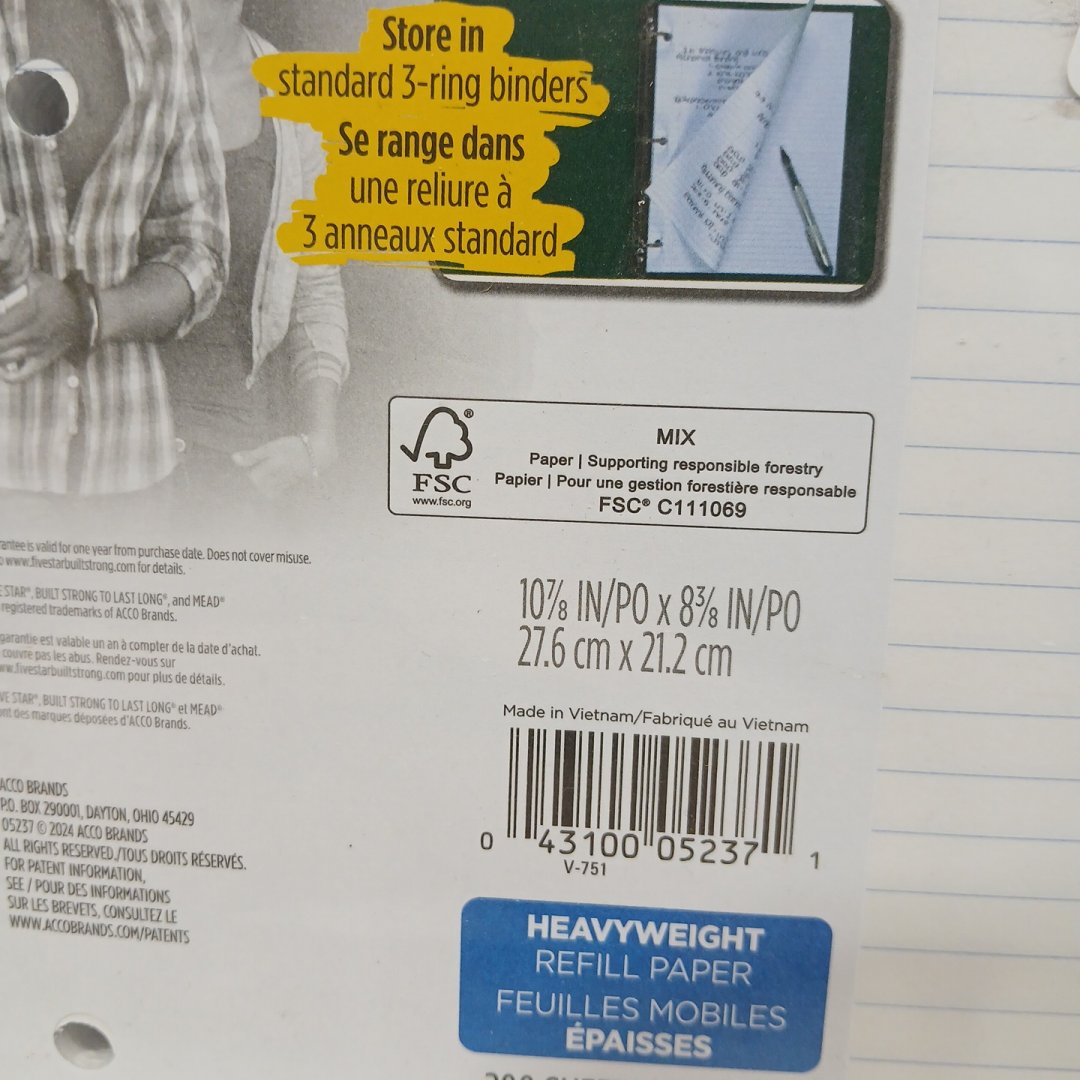 Store in
standard 3-ring binders
Se range dans
une reliure à
3 anneaux standard
FSC®
www.fsc.org
MIX
Paper | Supporting responsible forestry
Papier | Pour une gestion forestière responsable
FSC® C111069
is valid for one year from purchase date. Does not cover misuse.
www.fivestarbuiltstrong.com for details.
STAR®, BUILT STRONG TO LAST LONG®, and MEAD®
registered trademarks of ACCO Brands.
garantie est valable un an à compter de la date d'achat.
couvre pas les abus. Rendez-vous sur
www.fivestarbuiltstrong.com pour plus de détails.
STAR®, BUILT STRONG TO LAST LONG® et MEAD®
des marques déposées d'ACCO Brands.
ACCO BRANDS
P.O. BOX 290001, DAYTON, OHIO 45429
05237 © 2024 ACCO BRANDS
ALL RIGHTS RESERVED./TOUS DROITS RÉSERVÉS.
FOR PATENT INFORMATION,
SEE / POUR DES INFORMATIONS
SUR LES BREVETS, CONSULTEZ LE
WWW.ACCOBRANDS.COM/PATENTS
10⅞ IN/PO x 8⅜ IN/PO
27.6 cm x 21.2 cm
Made in Vietnam/Fabriqué au Vietnam
0 43100 05237 1
V-751
HEAVYWEIGHT
REFILL PAPER
FEUILLES MOBILES
ÉPAISSES